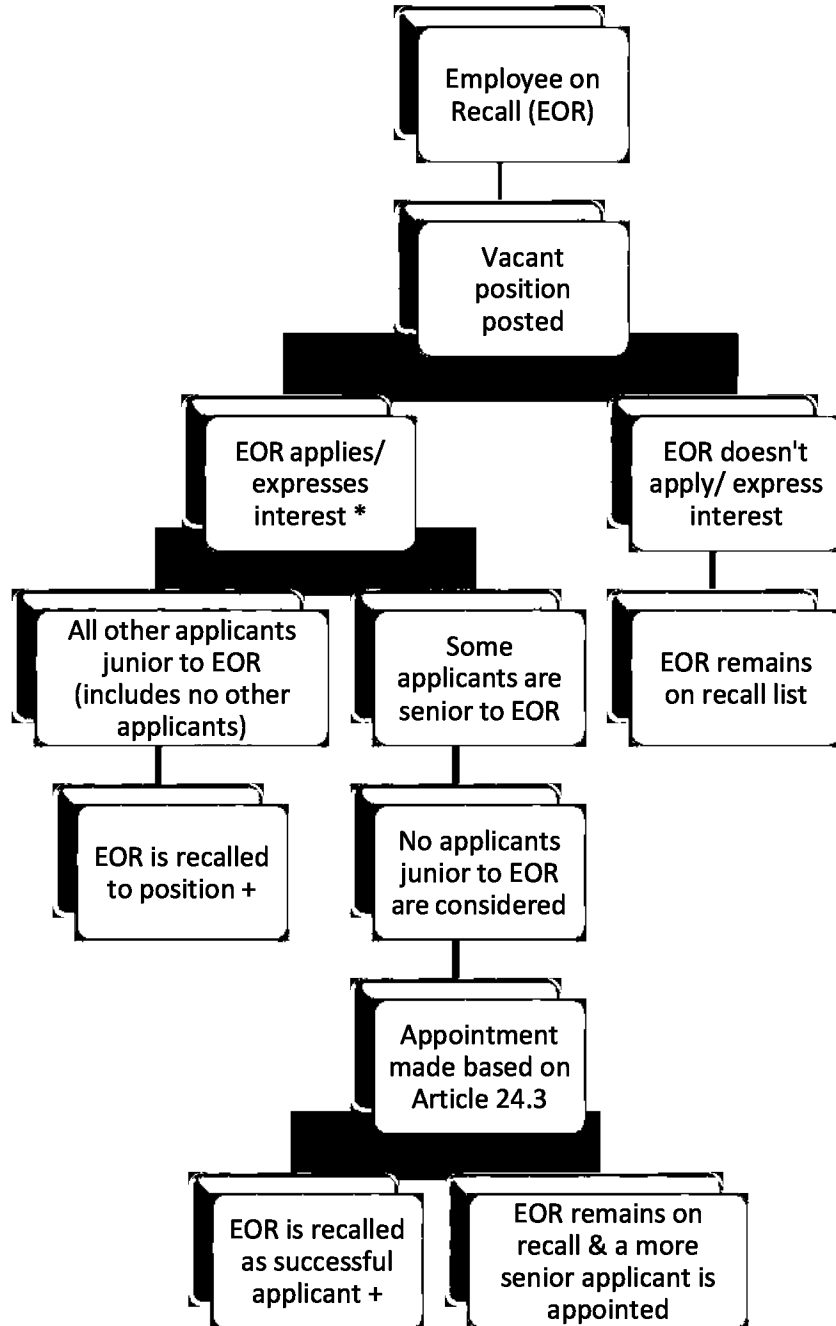 Employee on
Recall (EOR)
Vacant
position
posted
EOR applies/
expresses
interest *
EOR doesn't
apply/ express
interest
All other applicants
junior to EOR
(includes no other
applicants)
Some
applicants are
senior to EOR
EOR remains
on recall list
EOR is recalled
to position +
No applicants
junior to EOR
are considered
Appointment
made based on
Article 24.3
EOR is recalled
as successful
applicant +
EOR remains on
recall & a more
senior applicant is
appointed